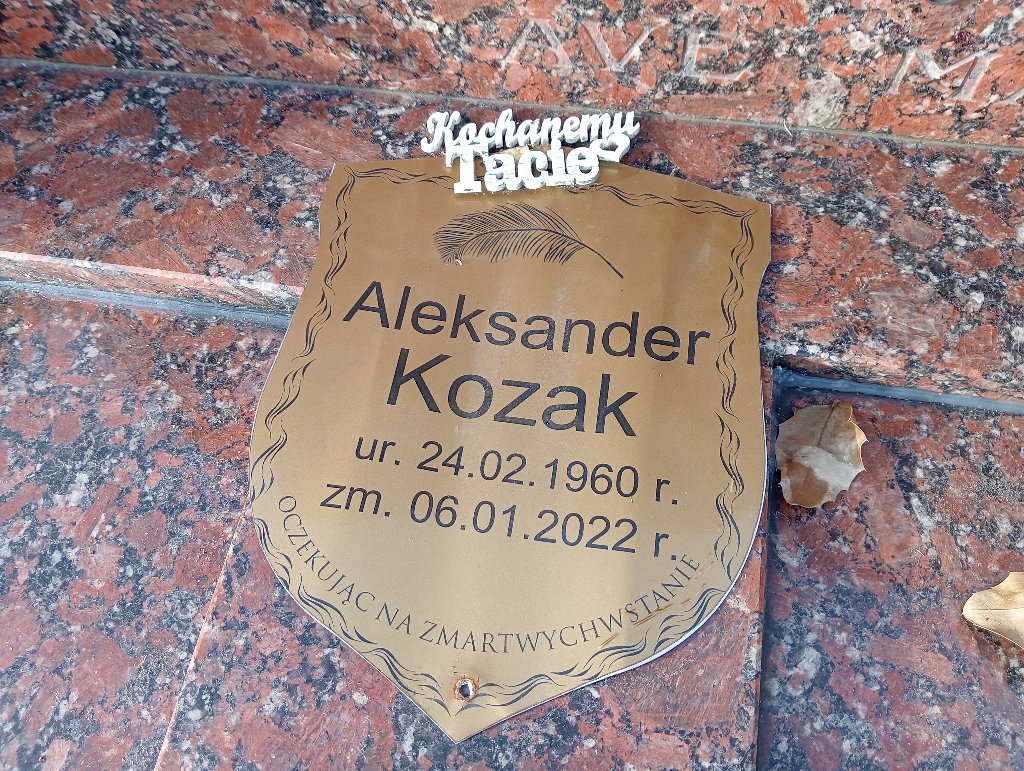 AVE M
Kochanemu
Tacie
Aleksander
Kozak
ur. 24.02.1960 r.
zm. 06.01.2022 r.
OCZEKUJĄC NA ZMARTWYCHWSTANIE